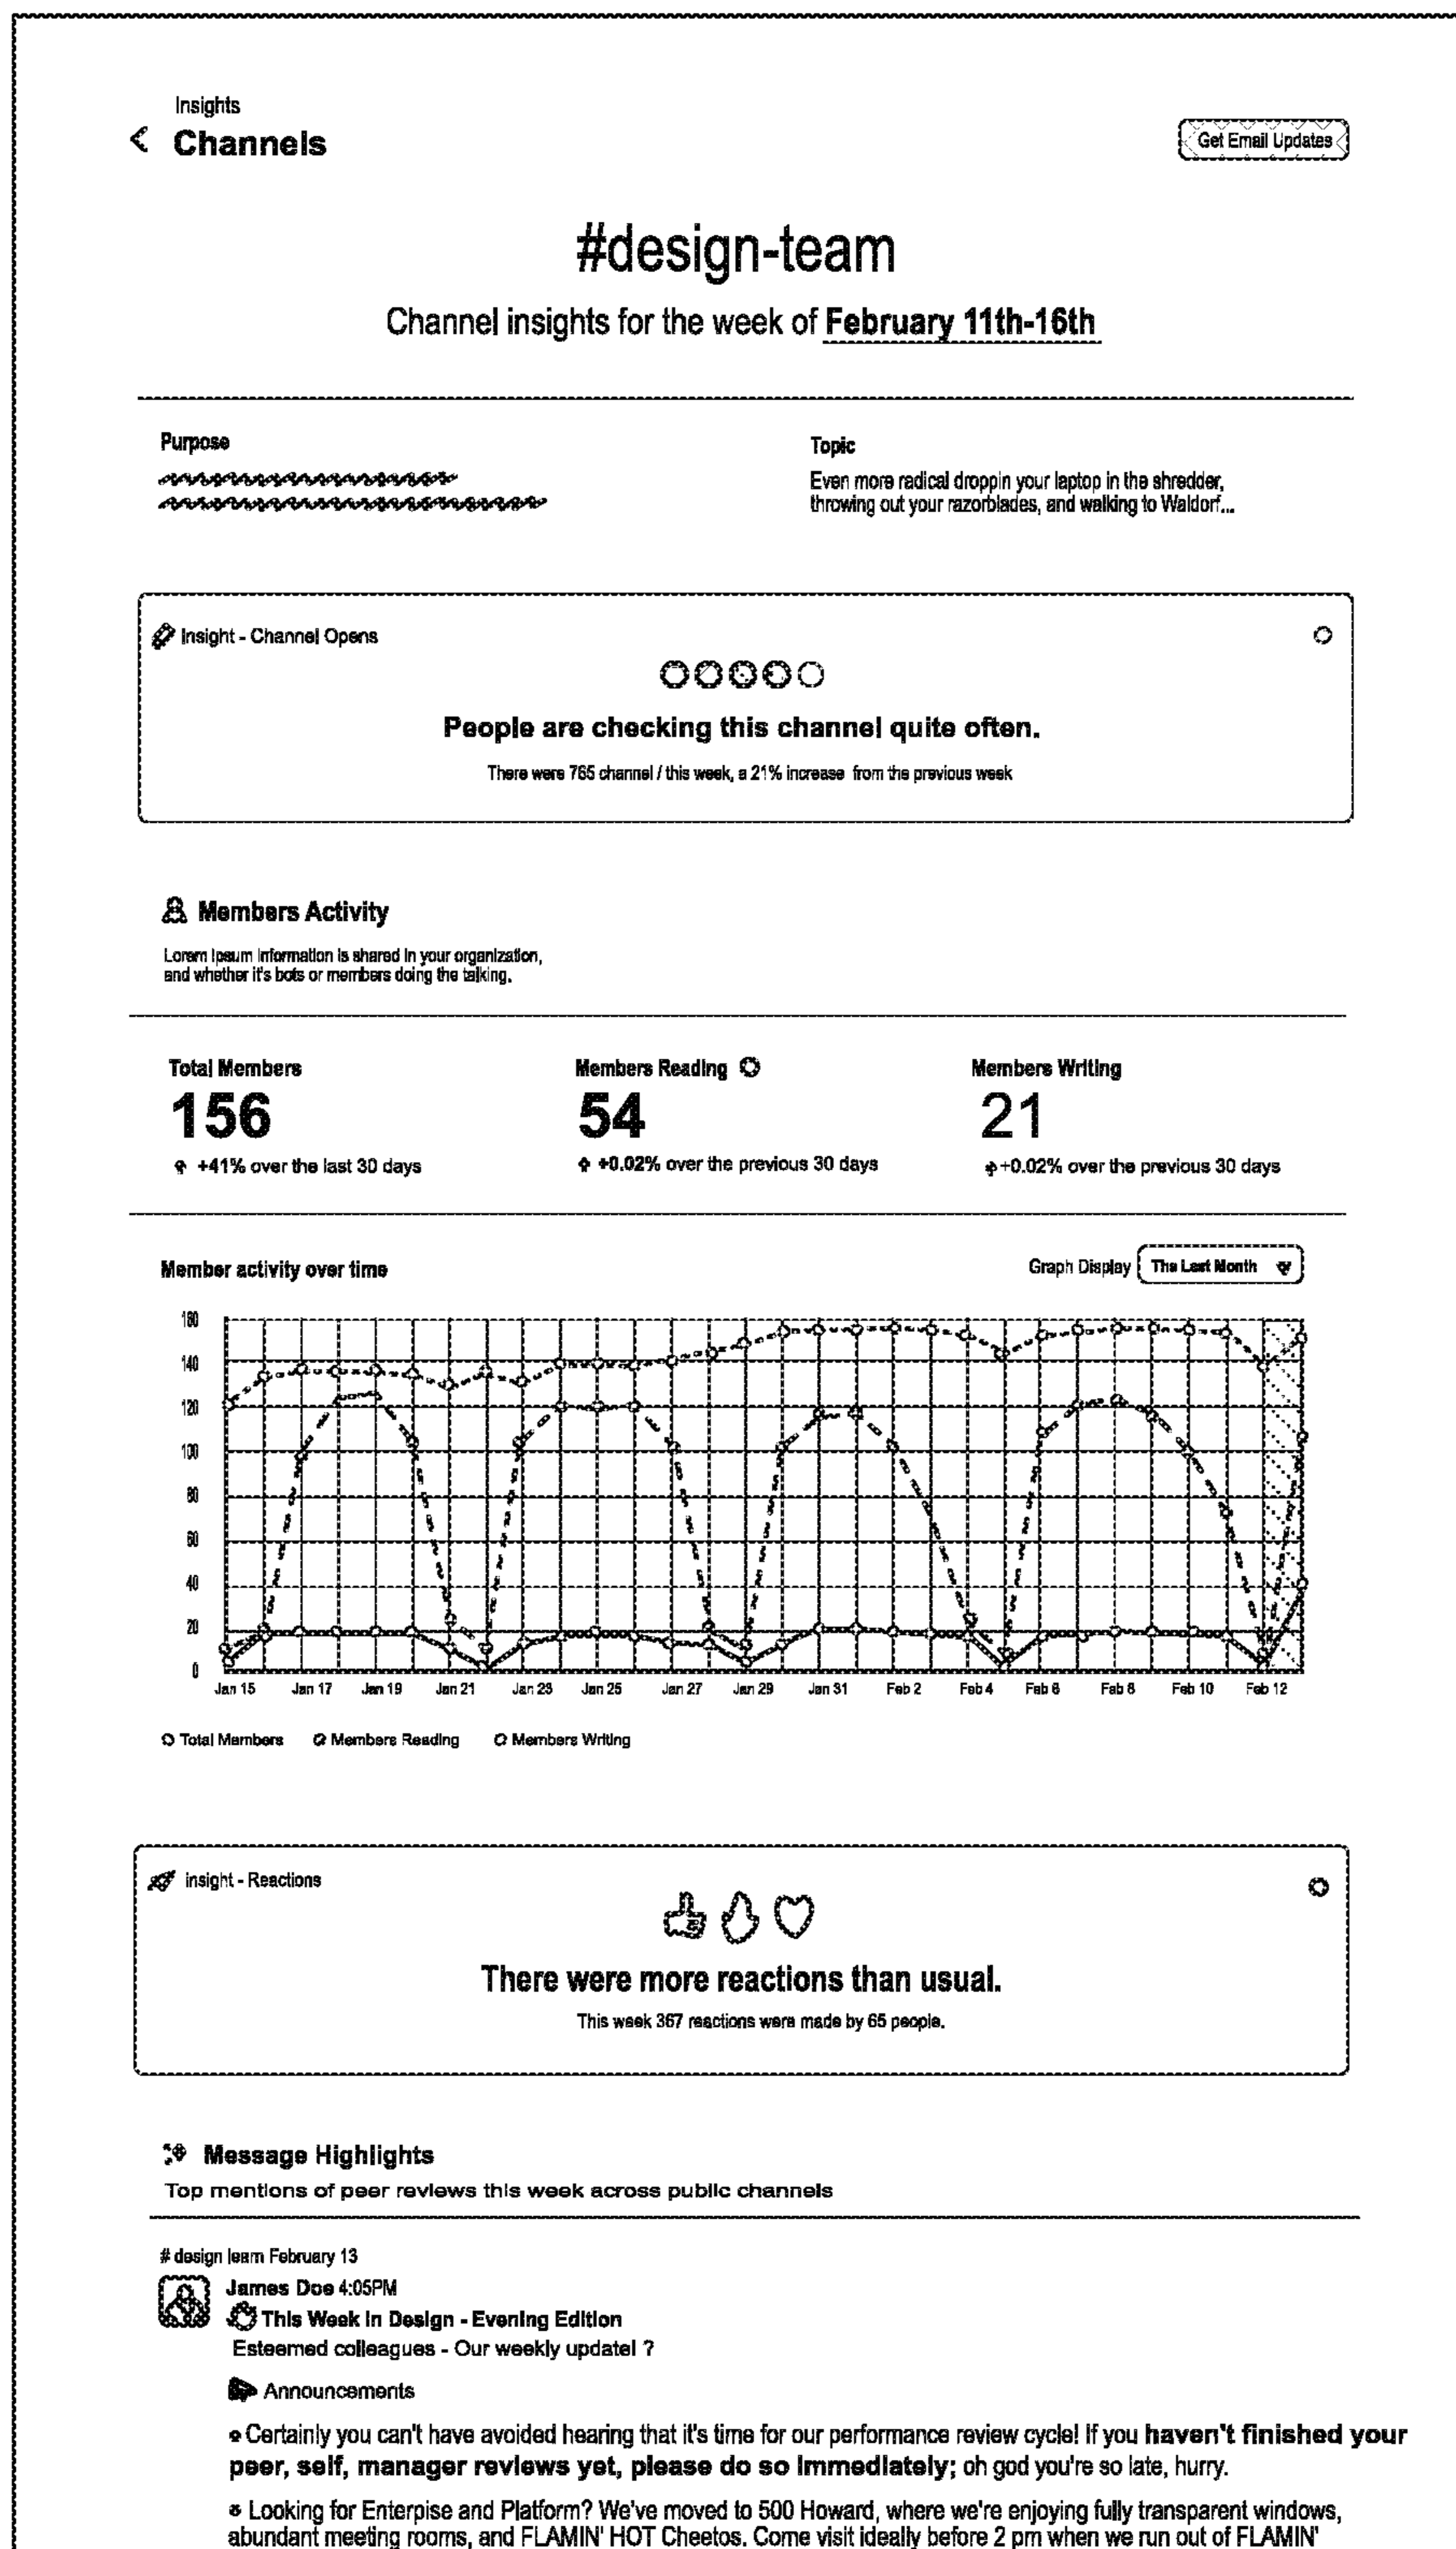 Insights
Channels
Get Email Updates
#design-team
Channel insights for the week of February 11th-16th
Purpose
Topic
Even more radical droppin your laptop in the shredder,
throwing out your razorblades, and walking to Waldorf...
Insight - Channel Opens
People are checking this channel quite often.
There were 765 channel / this week, a 21% increase from the previous week
Members Activity
Lorem Ipsum information is shared in your organization,
and whether it's bots or members doing the talking.
Total Members
Members Reading
Members Writing
156
54
21
+41% over the last 30 days
+0.02% over the previous 30 days
+0.02% over the previous 30 days
Member activity over time
Graph Display
The Last Month
160
140
120
100
80
60
40
20
0
Jan 15 Jan 17 Jan 19 Jan 21 Jan 23 Jan 25 Jan 27 Jan 29 Jan 31 Feb 2 Feb 4 Feb 6 Feb 8 Feb 10 Feb 12
Total Members Members Reading Members Writing
insight - Reactions
There were more reactions than usual.
This week 367 reactions were made by 65 people.
Message Highlights
Top mentions of peer reviews this week across public channels
# design team February 13
James Doe 4:05PM
This Week in Design - Evening Edition
Esteemed colleagues - Our weekly update! ?
Announcements
Certainly you can't have avoided hearing that it's time for our performance review cycle! If you haven't finished your
peer, self, manager reviews yet, please do so immediately; oh god you're so late, hurry.
Looking for Enterpise and Platform? We've moved to 500 Howard, where we're enjoying fully transparent windows,
abundant meeting rooms, and FLAMIN' HOT Cheetos. Come visit ideally before 2 pm when we run out of FLAMIN'